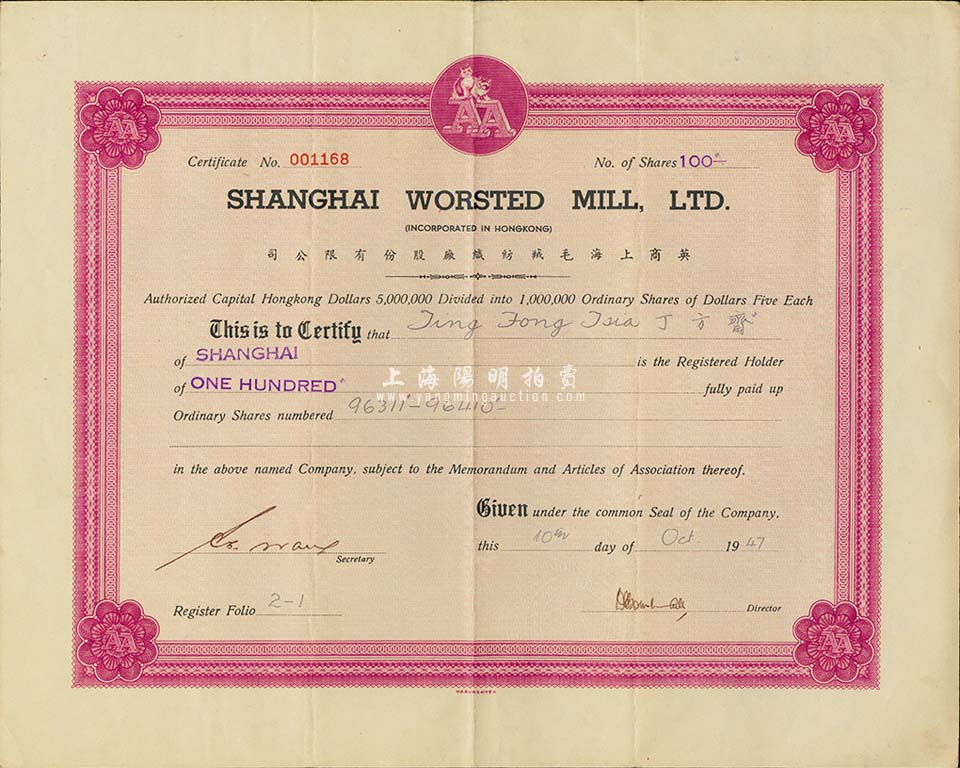 AA
AA
AA
Certificate No. 001168
No. of Shares 100
SHANGHAI WORSTED MILL, LTD.
(INCORPORATED IN HONGKONG)
司公限有份股廠織紡絨毛海上商英
Authorized Capital Hongkong Dollars 5,000,000 Divided into 1,000,000 Ordinary Shares of Dollars Five Each
This is to Certify that Ting Fong Tsia 丁方齋
of SHANGHAI is the Registered Holder
of ONE HUNDRED fully paid up
上海陽明拍賣
www.yangmingauction.com
Ordinary Shares numbered 96311-96410
in the above named Company, subject to the Memorandum and Articles of Association thereof.
Given under the common Seal of the Company,
this 10th day of Oct 1947
Secretary
Register Folio 2-1
Director
AA
AA